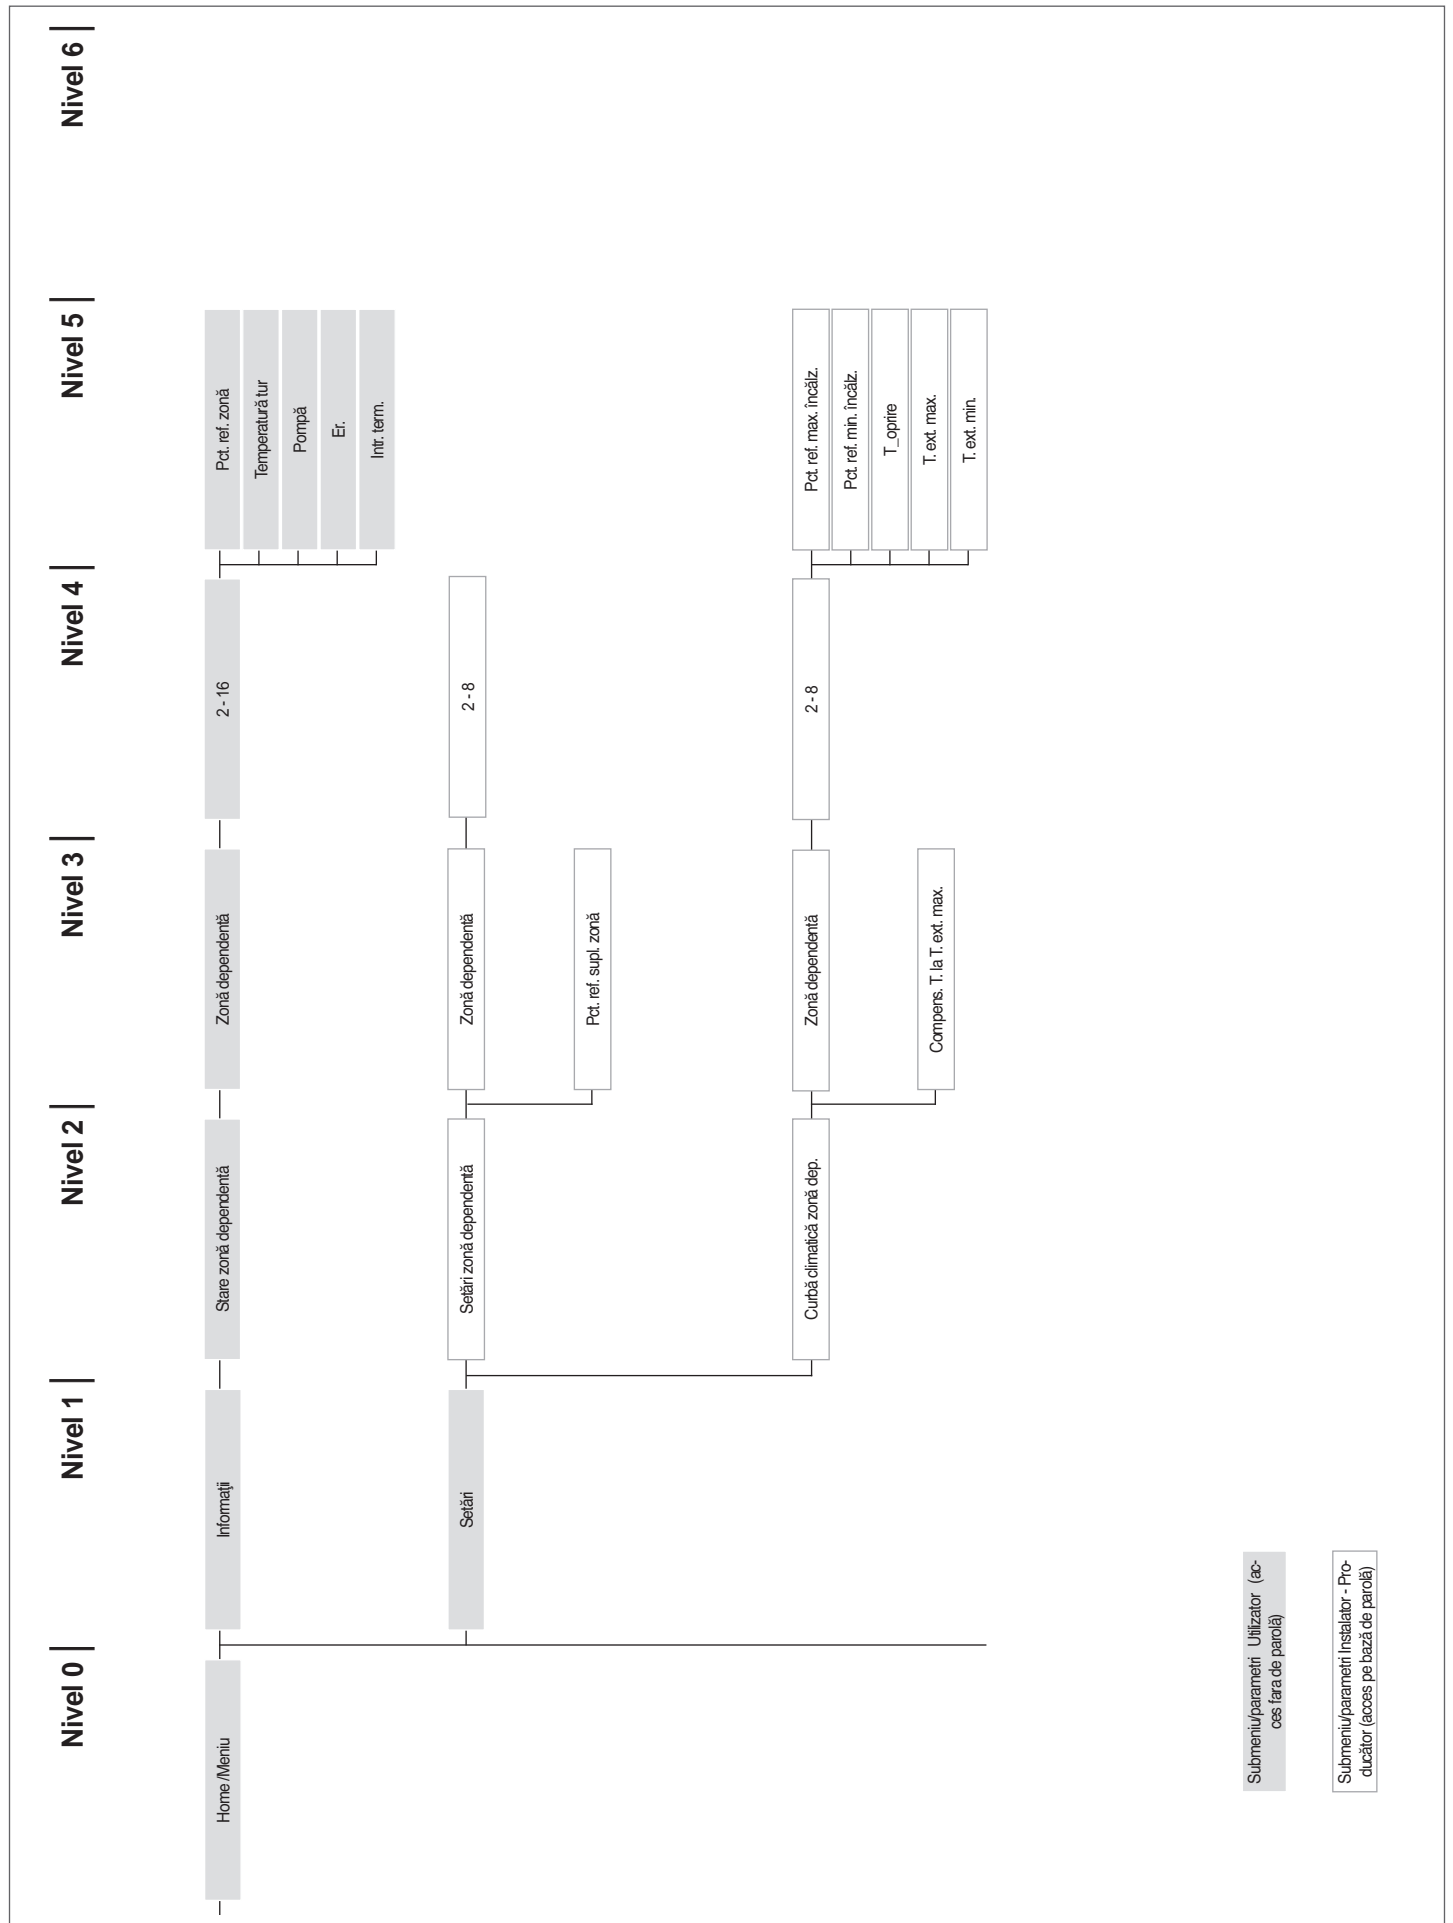 Nivel 0
Nivel 1
Nivel 2
Nivel 3
Nivel 4
Nivel 5
Nivel 6
Home /Meniu
Informaţii
Stare zonă dependentă
Zonă dependentă
2 - 16
Pct. ref. zonă
Temperatură tur
Pompă
Er.
Intr. term.
Setări
Setări zonă dependentă
Zonă dependentă
2 - 8
Pct. ref. supl. zonă
Curbă climatică zonă dep.
Zonă dependentă
2 - 8
Pct. ref. max. încălz.
Pct. ref. min. încălz.
T_oprire
T. ext. max.
T. ext. min.
Compens. T. la T. ext. max.
Submeniu/parametri Utilizator (ac-
ces fara de parolă)
Submeniu/parametri Instalator - Pro-
ducător (acces pe bază de parolă)